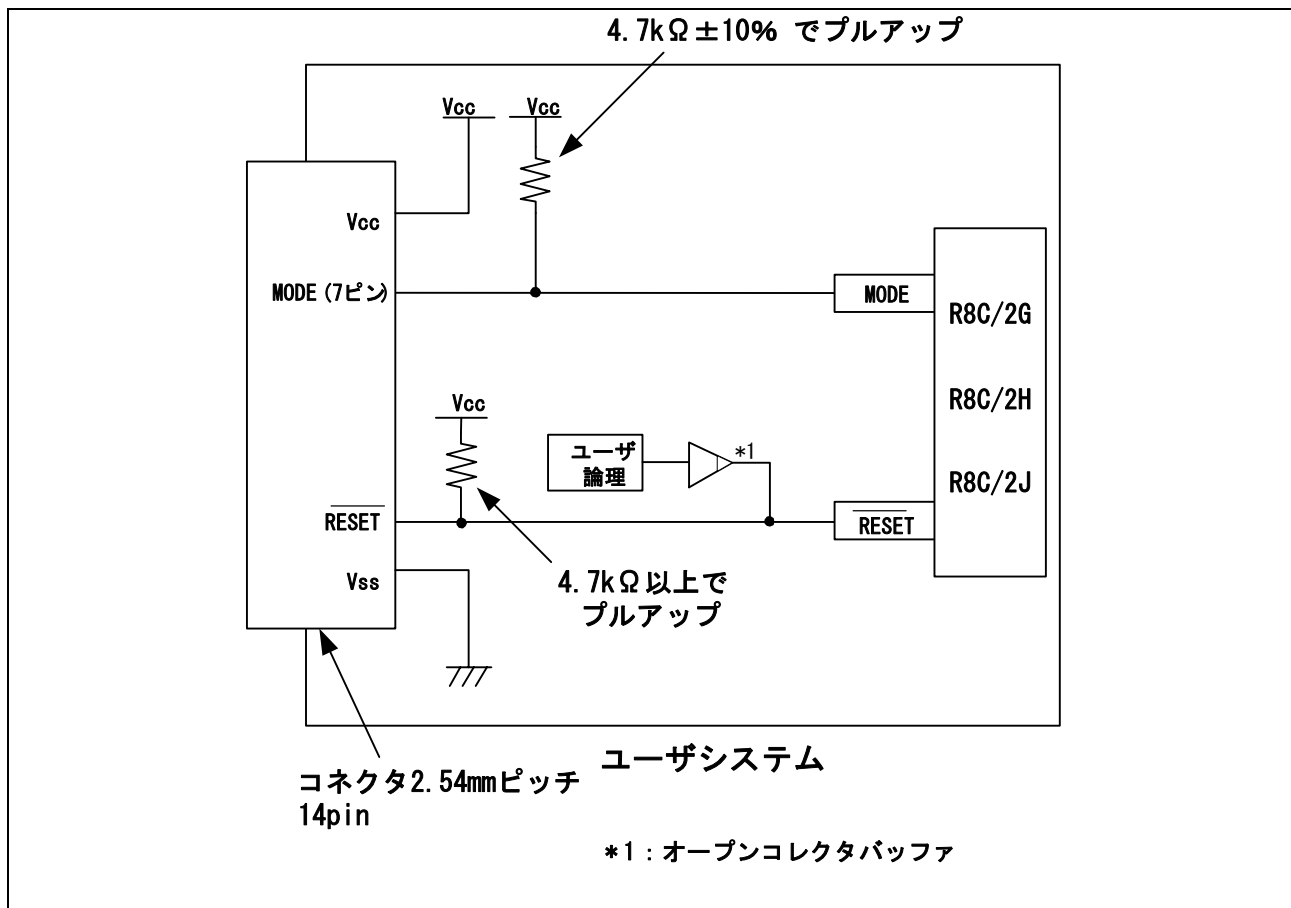 4.7kΩ±10% でプルアップ
Vcc
Vcc
Vcc
MODE(7ピン)
MODE
R8C/2G
R8C/2H
R8C/2J
Vcc
ユーザ
論理
*1
RESET
RESET
Vss
4.7kΩ以上で
プルアップ
ユーザシステム
コネクタ2.54mmピッチ
14pin
*1：オープンコレクタバッファ